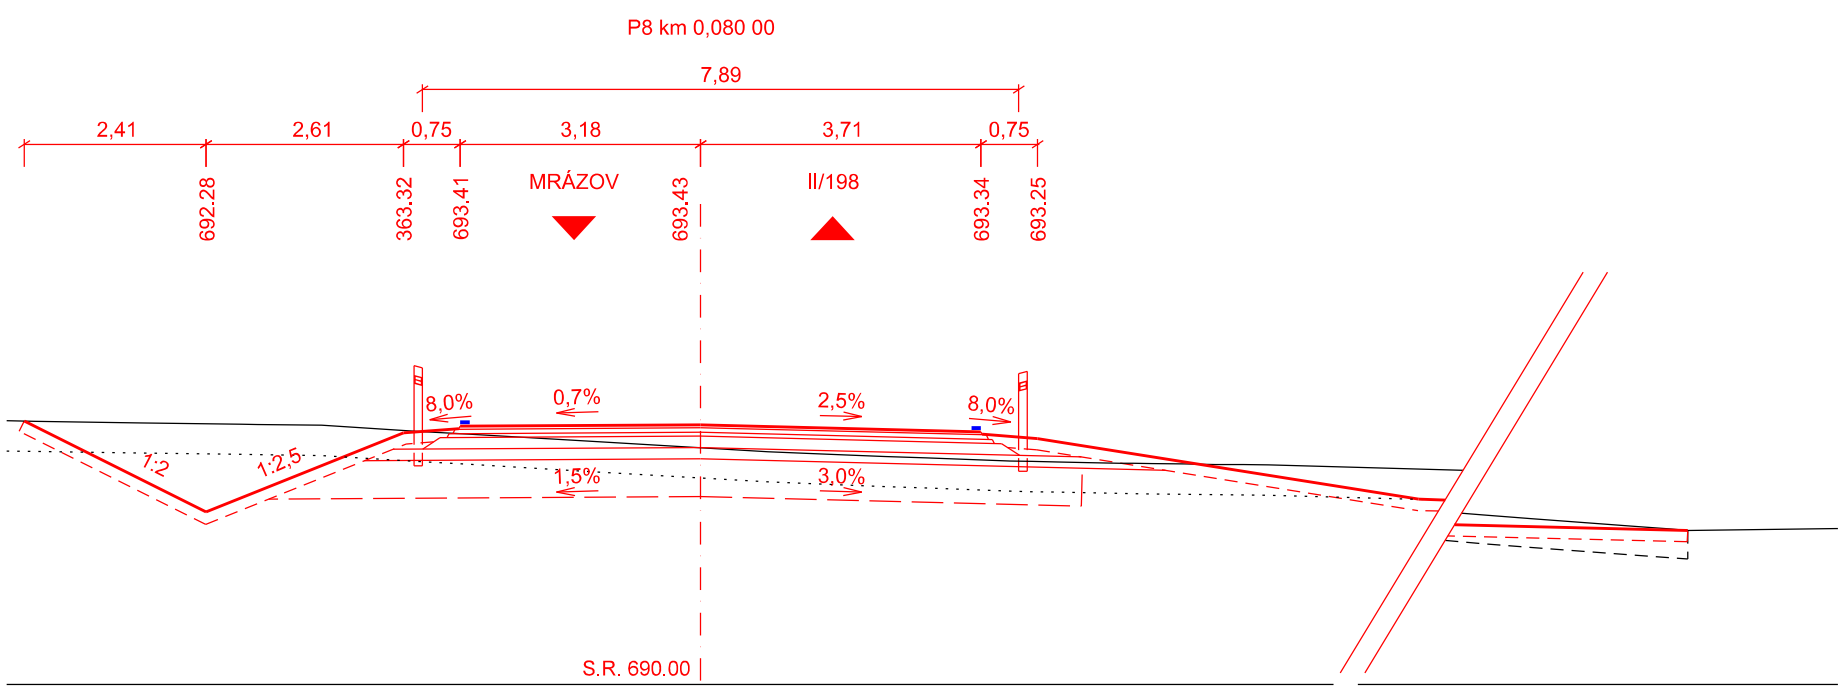 P8 km 0,080 00
7,89
2,41 2,61 0,75 3,18 3,71 0,75
MRÁZOV II/198
692.28 363.32 693.41 693.43 693.34 693.25
8,0% 0,7% 2,5% 8,0%
1:2 1:2,5
1,5% 3,0%
S.R. 690.00